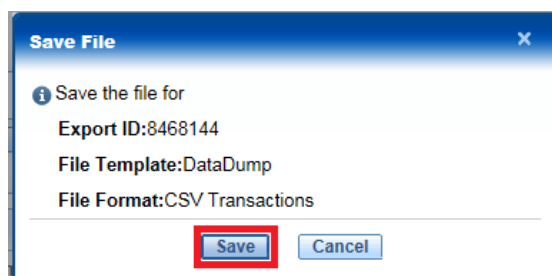 Save File
Save the file for
Export ID:8468144
File Template:DataDump
File Format:CSV Transactions
Save Cancel